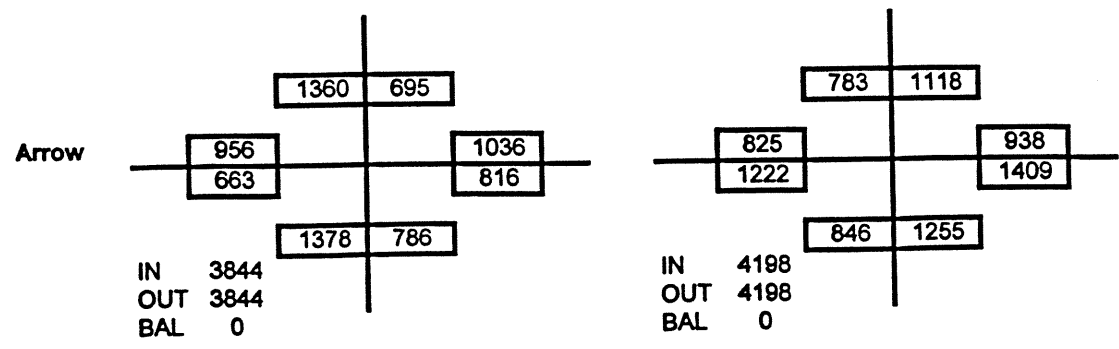 1360 695 783 1118
Arrow 956 1036 825 938
663 816 1222 1409
1378 786 846 1255
IN 3844 IN 4198
OUT 3844 OUT 4198
BAL 0 BAL 0